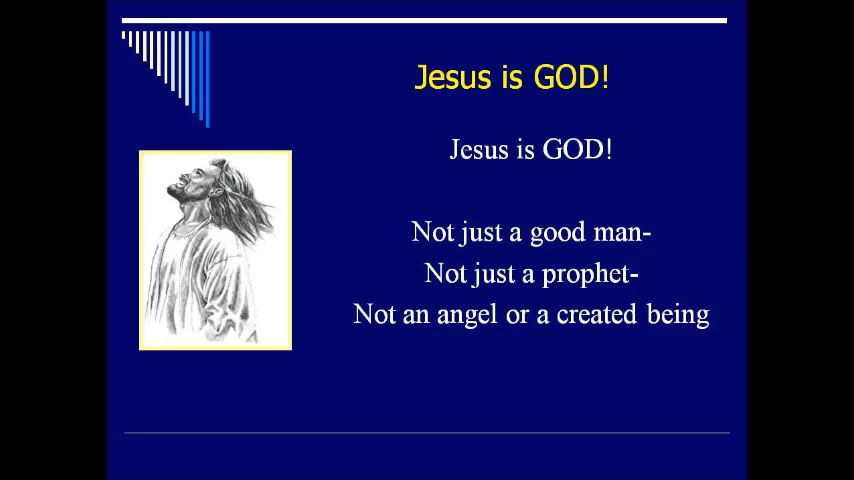 Jesus is GOD!
Jesus is GOD!
Not just a good man-
Not just a prophet-
Not an angel or a created being